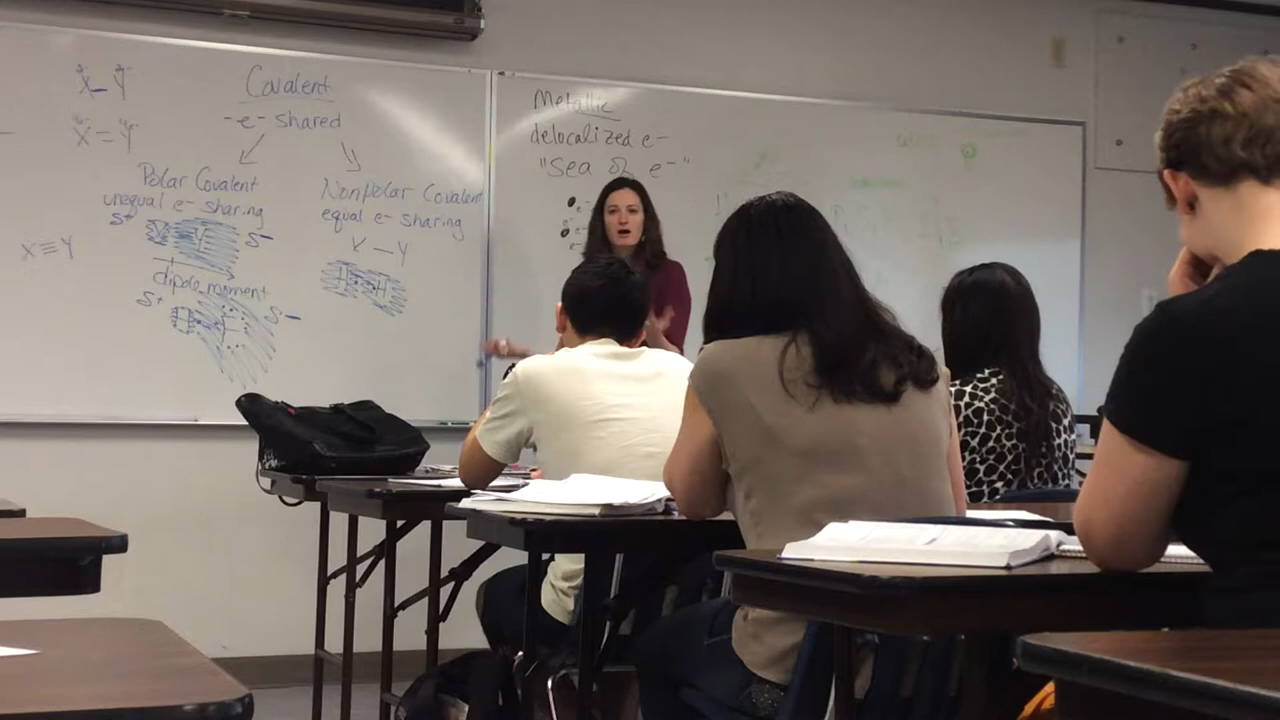 X–Y
X=Y
X≡Y
Covalent
-e- shared
Polar Covalent
unequal e- sharing
S+ S-
dipole moment
S+ S-
Nonpolar Covalent
equal e- sharing
X – Y
H H
Metallic
delocalized e-
"Sea of e-"
e-
e-
e-